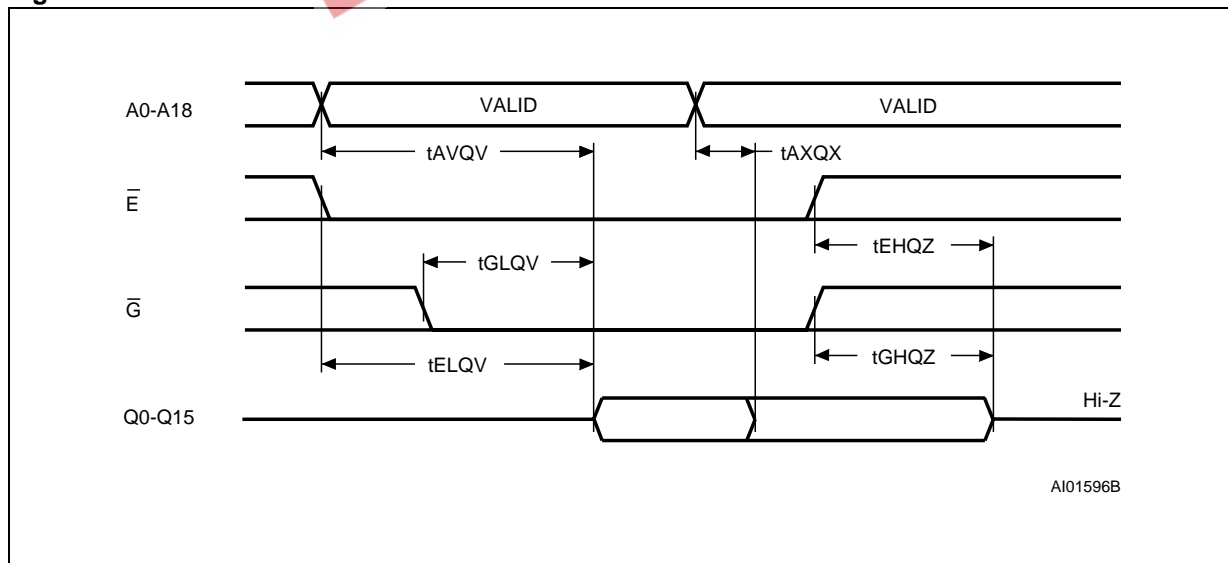 A0-A18
VALID
VALID
tAVQV
tAXQX
E
tEHQZ
tGLQV
G
tGHQZ
tELQV
Q0-Q15
Hi-Z
AI01596B